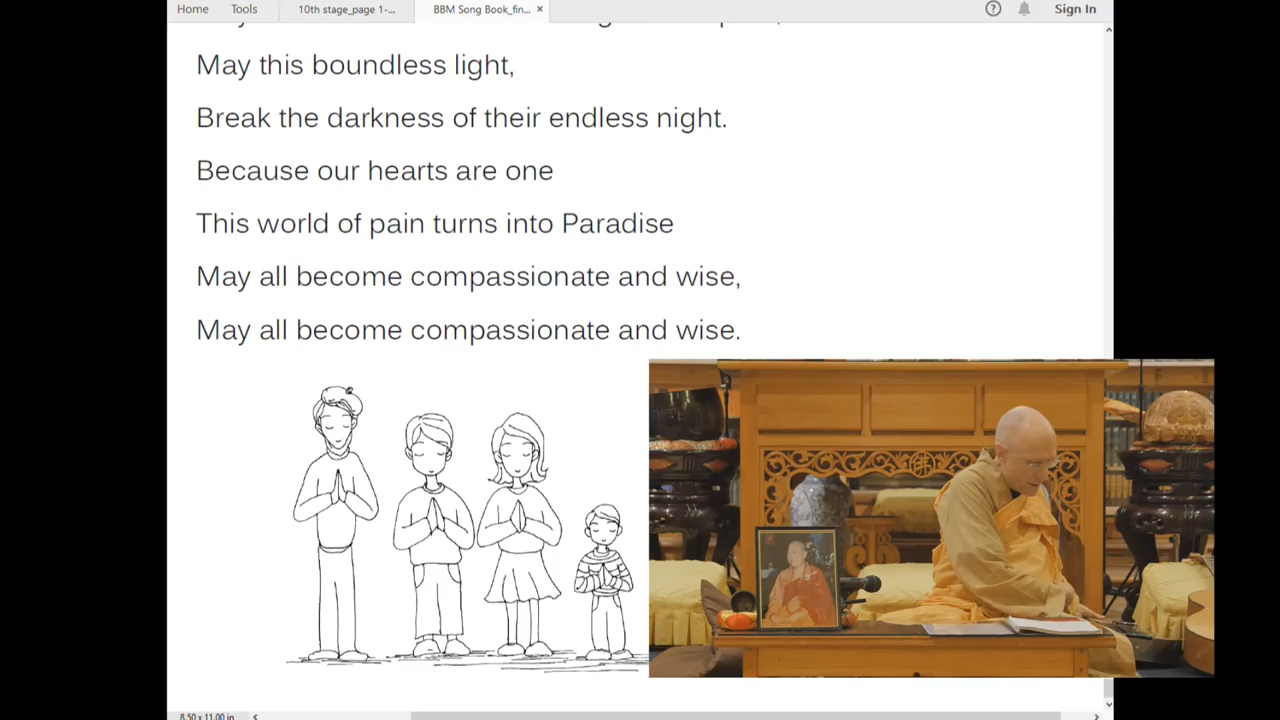 Home Tools 10th stage_page 1-... BBM Song Book_fin... × ? Sign In
May this boundless light,
Break the darkness of their endless night.
Because our hearts are one
This world of pain turns into Paradise
May all become compassionate and wise,
May all become compassionate and wise.
8.50 x 11.00 in